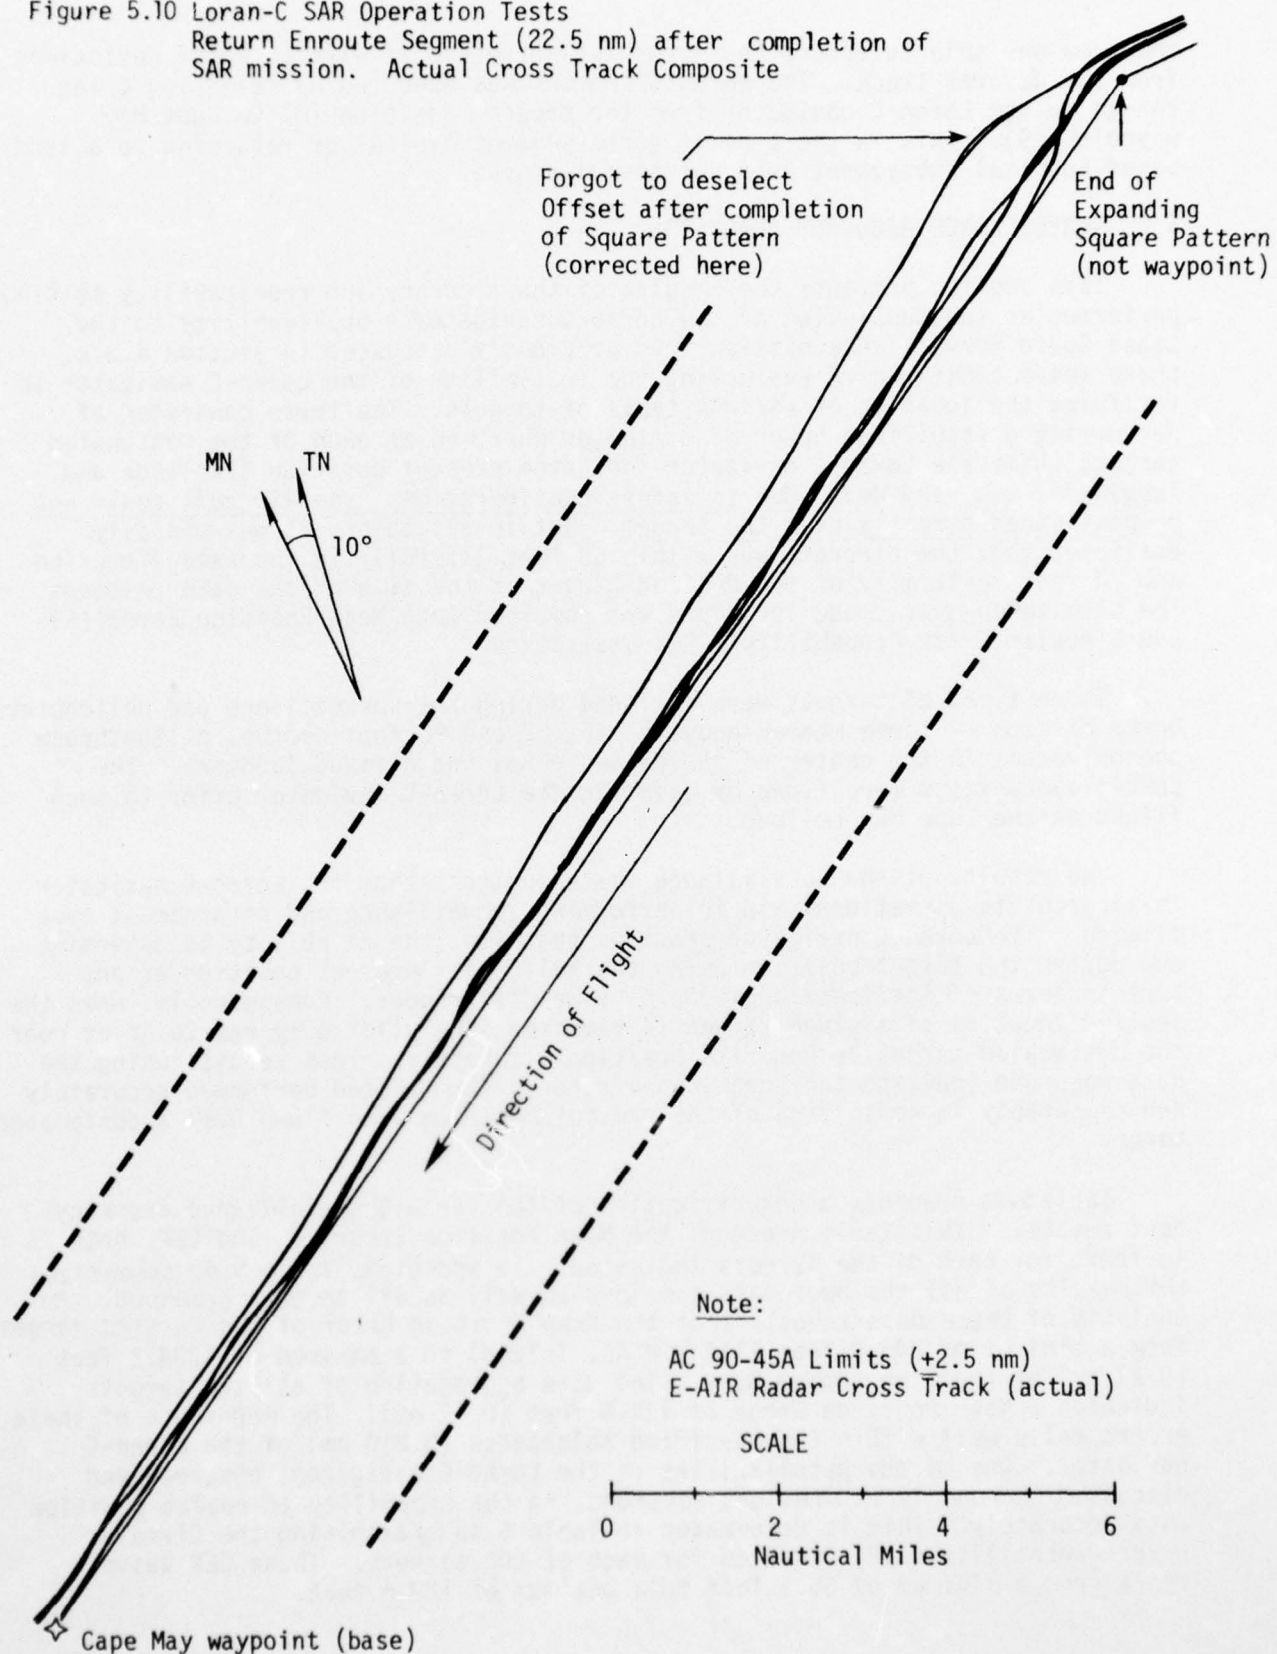 Figure 5.10 Loran-C SAR Operation Tests
Return Enroute Segment (22.5 nm) after completion of
SAR mission. Actual Cross Track Composite
Forgot to deselect
Offset after completion
of Square Pattern
(corrected here)
End of
Expanding
Square Pattern
(not waypoint)
MN TN
10°
Direction of Flight
Note:
AC 90-45A Limits (±2.5 nm)
E-AIR Radar Cross Track (actual)
SCALE
0 2 4 6
Nautical Miles
Cape May waypoint (base)